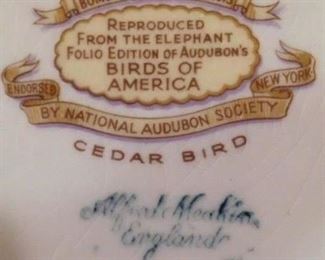 REPRODUCED
FROM THE ELEPHANT
FOLIO EDITION OF AUDUBON'S
BIRDS OF
AMERICA
ENDORSED
BY NATIONAL AUDUBON SOCIETY
NEW YORK
CEDAR BIRD
Alfred Meakin
England